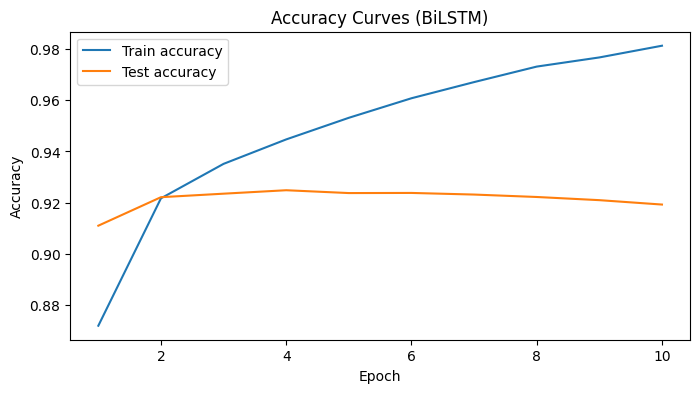 Accuracy Curves (BiLSTM)
Train accuracy
Test accuracy
Accuracy
0.98
0.96
0.94
0.92
0.90
0.88
2 4 6 8 10
Epoch